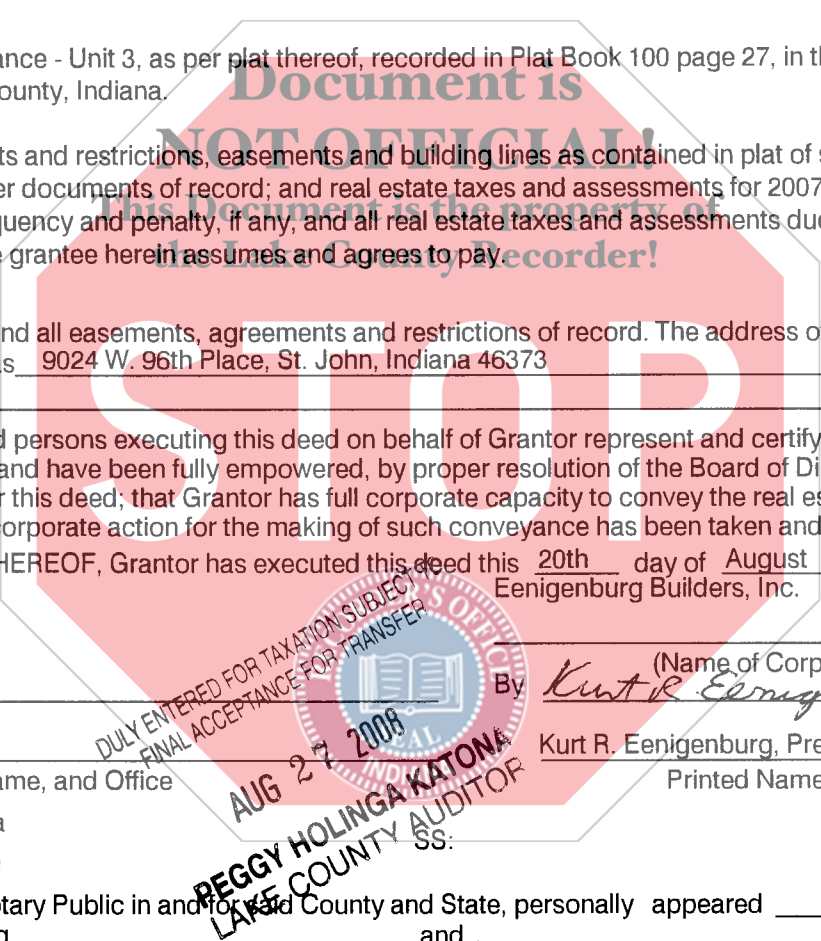 ance - Unit 3, as per plat thereof, recorded in Plat Book 100 page 27, in th
ounty, Indiana.
Document is
NOT OFFICIAL!
ts and restrictions, easements and building lines as contained in plat of s
er documents of record; and real estate taxes and assessments for 2007
This Document is the property of
quency and penalty, if any, and all real estate taxes and assessments due
the Lake County Recorder!
e grantee herein assumes and agrees to pay.
nd all easements, agreements and restrictions of record. The address o
s 9024 W. 96th Place, St. John, Indiana 46373
STOP
d persons executing this deed on behalf of Grantor represent and certify
and have been fully empowered, by proper resolution of the Board of Di
r this deed; that Grantor has full corporate capacity to convey the real es
orporate action for the making of such conveyance has been taken and
HEREOF, Grantor has executed this deed this 20th day of August
Eenigenburg Builders, Inc.
DULY ENTERED FOR TAXATION SUBJECT TO
FINAL ACCEPTANCE FOR TRANSFER
(Name of Corp
By Kurt R Eenig
AUG 27 2008
Kurt R. Eenigenburg, Pre
ame, and Office
Printed Name
a
PEGGY HOLINGA KATONA
LAKE COUNTY AUDITOR
SS:
otary Public in and for said County and State, personally appeared
g
and
SEAL